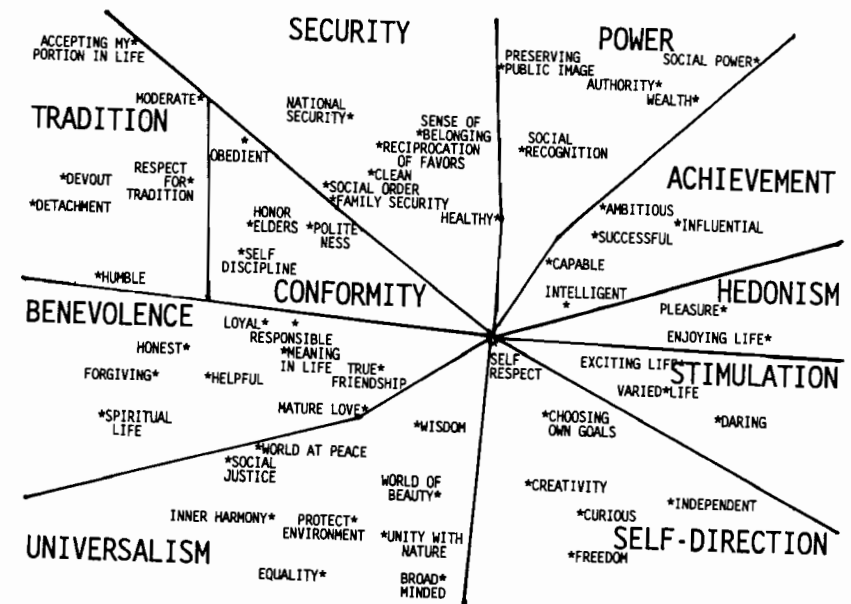 SECURITY
POWER
ACCEPTING MY*
PORTION IN LIFE
PRESERVING
*PUBLIC IMAGE
SOCIAL POWER*
AUTHORITY*
WEALTH*
MODERATE*
TRADITION
NATIONAL
SECURITY*
SENSE OF
*BELONGING
*RECIPROCATION
OF FAVORS
SOCIAL
*RECOGNITION
*
OBEDIENT
RESPECT
FOR*
TRADITION
*DEVOUT
*DETACHMENT
*CLEAN
*SOCIAL ORDER
*FAMILY SECURITY
HEALTHY*
ACHIEVEMENT
*AMBITIOUS
*INFLUENTIAL
*SUCCESSFUL
*CAPABLE
INTELLIGENT
*
HONOR
*ELDERS
*POLITE
NESS
*SELF
DISCIPLINE
*HUMBLE
CONFORMITY
HEDONISM
PLEASURE*
ENJOYING LIFE*
BENEVOLENCE
LOYAL*
*
RESPONSIBLE
HONEST*
*MEANING
IN LIFE
TRUE*
FRIENDSHIP
FORGIVING*
*HELPFUL
MATURE LOVE*
*SPIRITUAL
LIFE
SELF
RESPECT
EXCITING LIFE*
STIMULATION
VARIED*LIFE
*DARING
*CHOOSING
OWN GOALS
*WISDOM
*WORLD AT PEACE
*SOCIAL
JUSTICE
WORLD OF
BEAUTY*
*CREATIVITY
*INDEPENDENT
*CURIOUS
INNER HARMONY*
PROTECT*
ENVIRONMENT
*UNITY WITH
NATURE
SELF-DIRECTION
*FREEDOM
UNIVERSALISM
EQUALITY*
BROAD*
MINDED